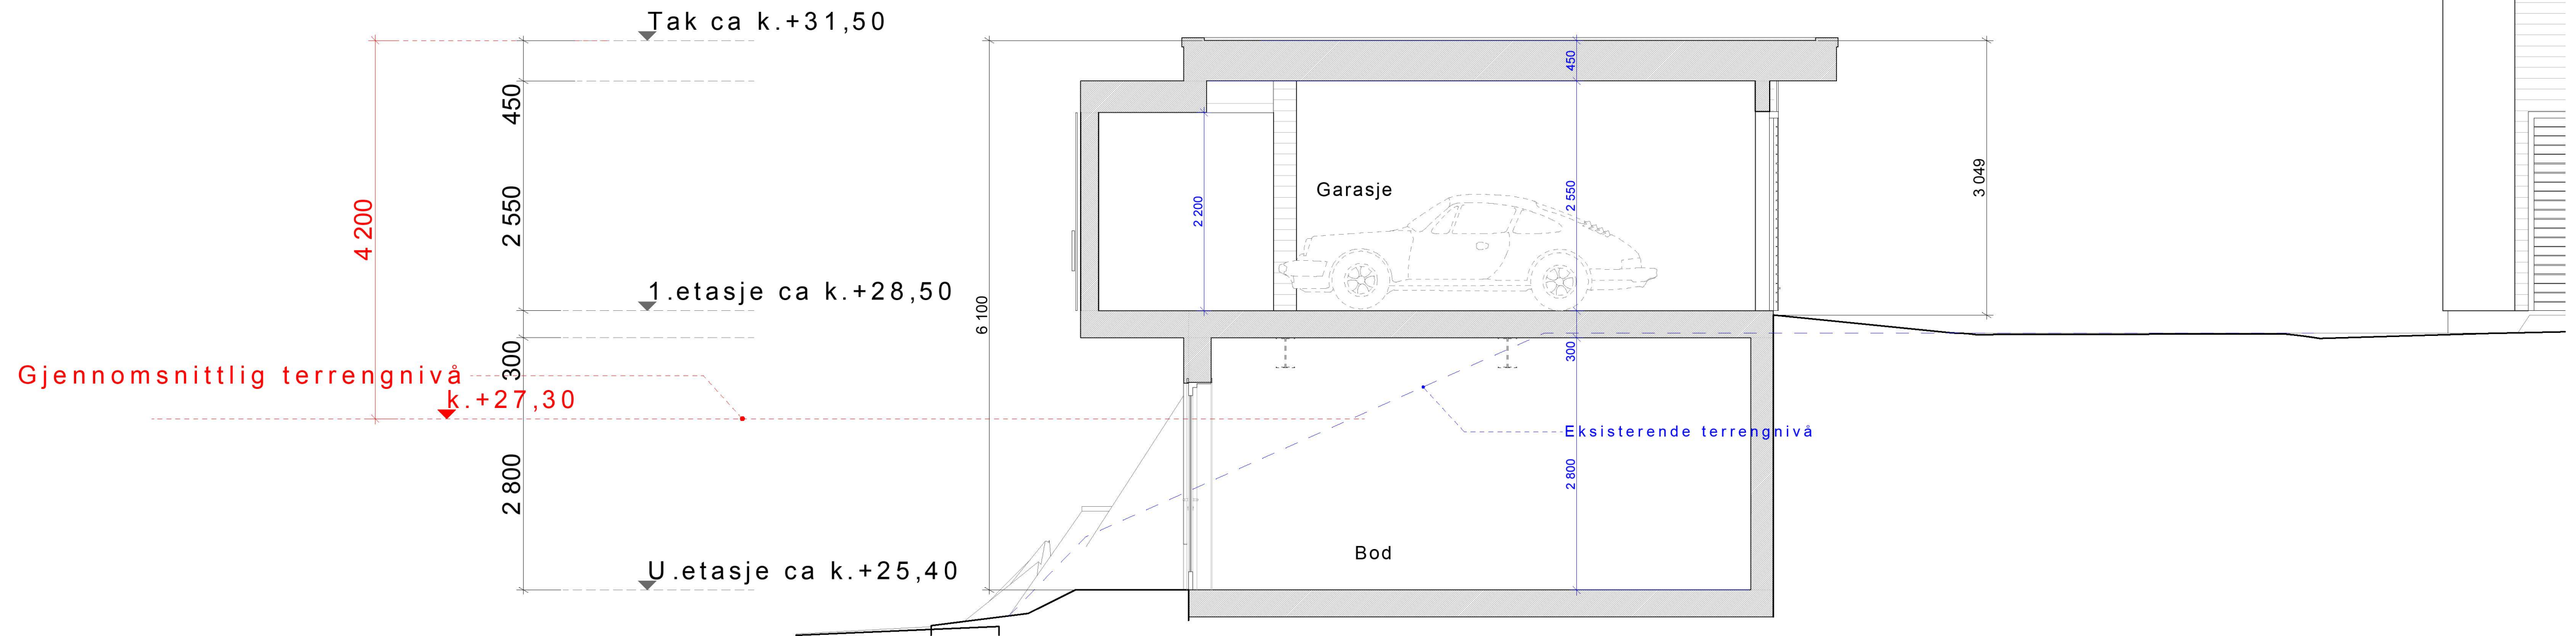 Tak ca k.+31,50
450
2 550
4 200
1.etasje ca k.+28,50
300
Gjennomsnittlig terrengnivå
k.+27,30
2 800
U.etasje ca k.+25,40
6 100
2 200
Garasje
450
2 550
3 049
300
Eksisterende terrengnivå
2 800
Bod